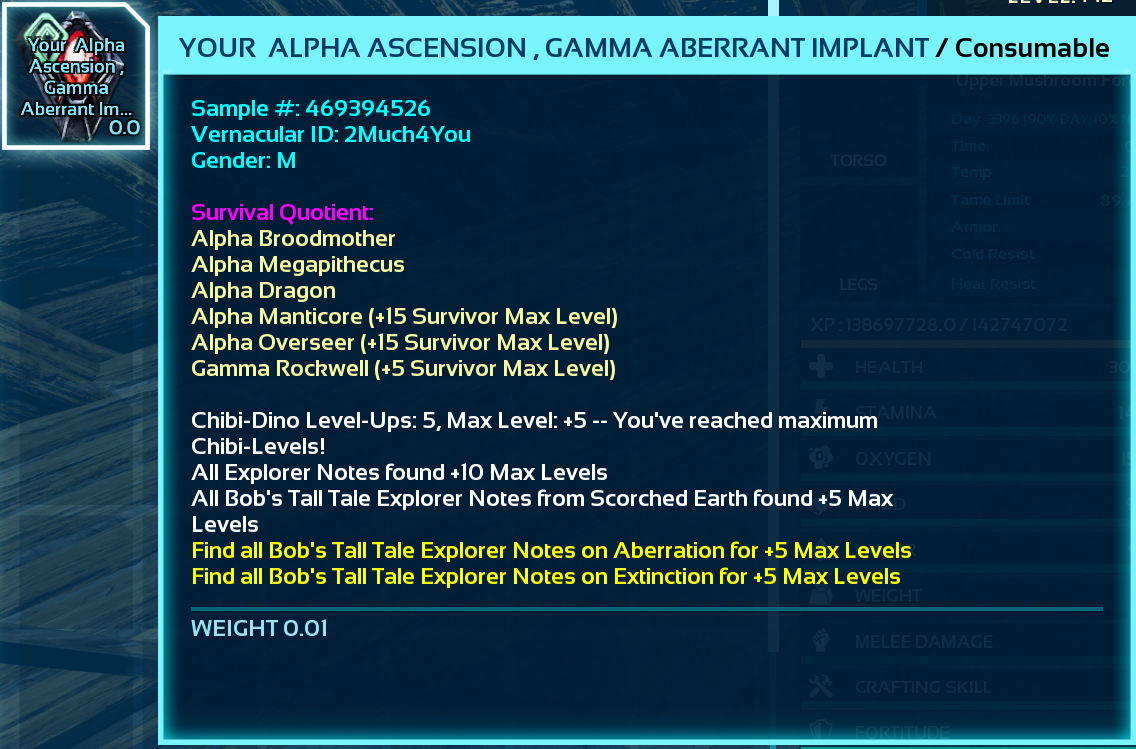 Your Alpha
Ascension ,
Gamma
Aberrant Im...
0.0
YOUR ALPHA ASCENSION , GAMMA ABERRANT IMPLANT / Consumable
Sample #: 469394526
Vernacular ID: 2Much4You
Gender: M
Survival Quotient:
Alpha Broodmother
Alpha Megapithecus
Alpha Dragon
Alpha Manticore (+15 Survivor Max Level)
Alpha Overseer (+15 Survivor Max Level)
Gamma Rockwell (+5 Survivor Max Level)
Chibi-Dino Level-Ups: 5, Max Level: +5 -- You've reached maximum
Chibi-Levels!
All Explorer Notes found +10 Max Levels
All Bob's Tall Tale Explorer Notes from Scorched Earth found +5 Max
Levels
Find all Bob's Tall Tale Explorer Notes on Aberration for +5 Max Levels
Find all Bob's Tall Tale Explorer Notes on Extinction for +5 Max Levels
WEIGHT 0.01
Upper Mushroom
Day 3396
Time
Temp
Tame Limit 89
Armor
Cold Resist
Heat Resist
TORSO
LEGS
XP : 138697728.0 / 142747072
HEALTH
STAMINA
OXYGEN
WEIGHT
MELEE DAMAGE
CRAFTING SKILL
FORTITUDE